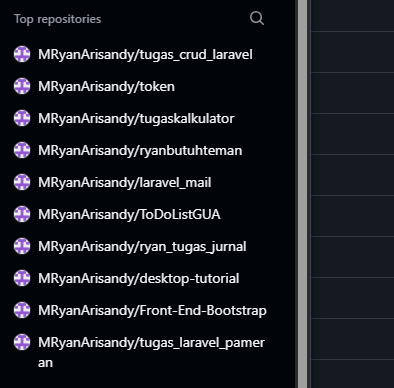 Top repositories
MRyanArisandy/tugas_crud_laravel
MRyanArisandy/token
MRyanArisandy/tugaskalkulator
MRyanArisandy/ryanbutuhteman
MRyanArisandy/laravel_mail
MRyanArisandy/ToDoListGUA
MRyanArisandy/ryan_tugas_jurnal
MRyanArisandy/desktop-tutorial
MRyanArisandy/Front-End-Bootstrap
MRyanArisandy/tugas_laravel_pamer
an